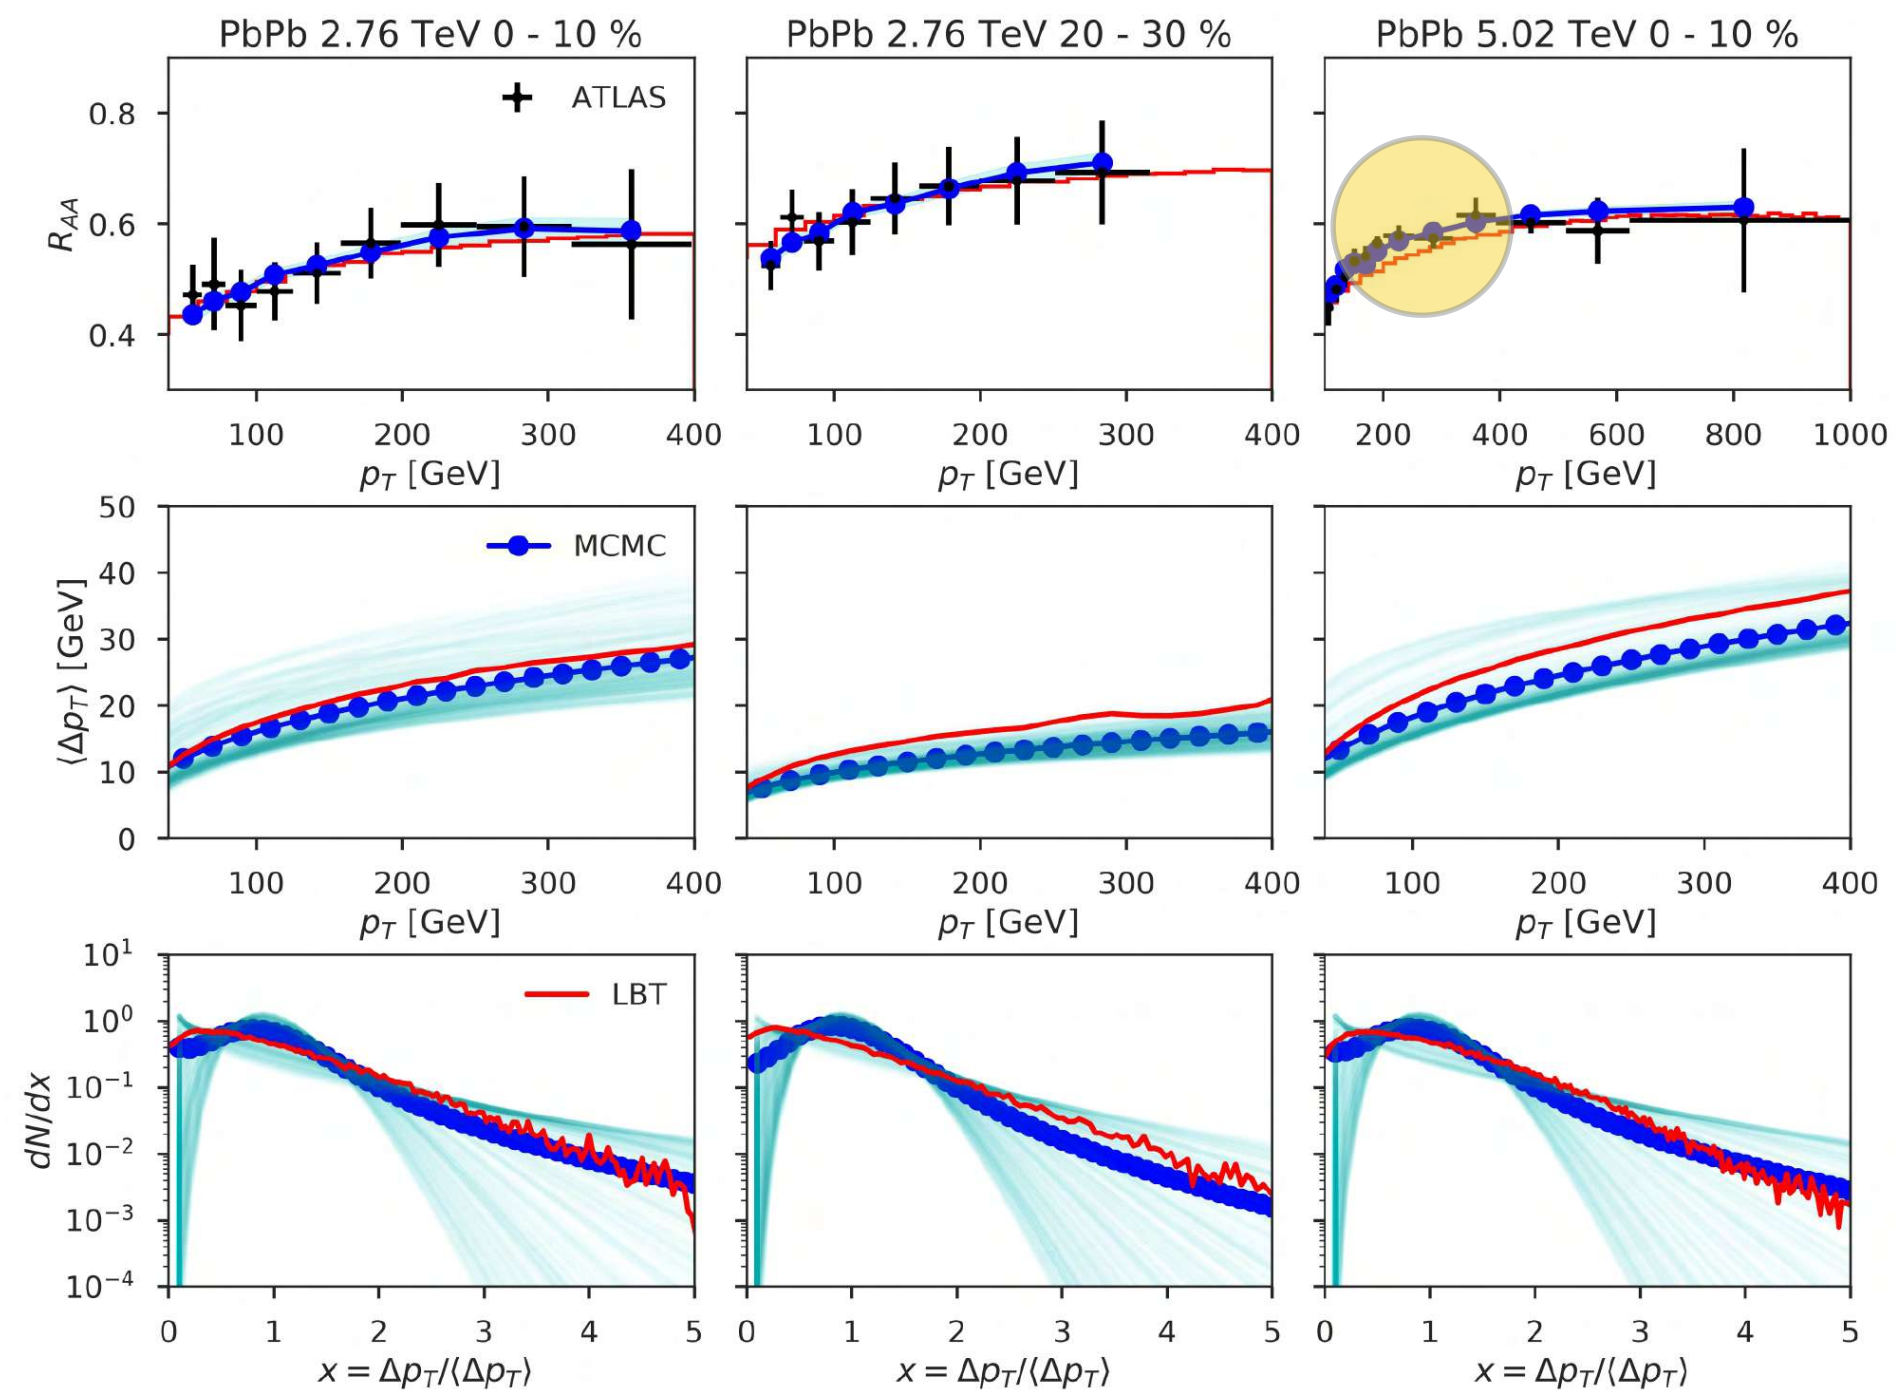 PbPb 2.76 TeV 0 - 10 %
PbPb 2.76 TeV 20 - 30 %
PbPb 5.02 TeV 0 - 10 %
ATLAS
R_{AA}
0.8
0.6
0.4
100 200 300 400
100 200 300 400
200 400 600 800 1000
p_T [GeV]
p_T [GeV]
p_T [GeV]
MCMC
⟨Δp_T⟩ [GeV]
50
40
30
20
10
0
100 200 300 400
100 200 300 400
100 200 300 400
p_T [GeV]
p_T [GeV]
p_T [GeV]
LBT
dN/dx
10^1
10^0
10^{-1}
10^{-2}
10^{-3}
10^{-4}
0 1 2 3 4 5
0 1 2 3 4 5
0 1 2 3 4 5
x = Δp_T/⟨Δp_T⟩
x = Δp_T/⟨Δp_T⟩
x = Δp_T/⟨Δp_T⟩